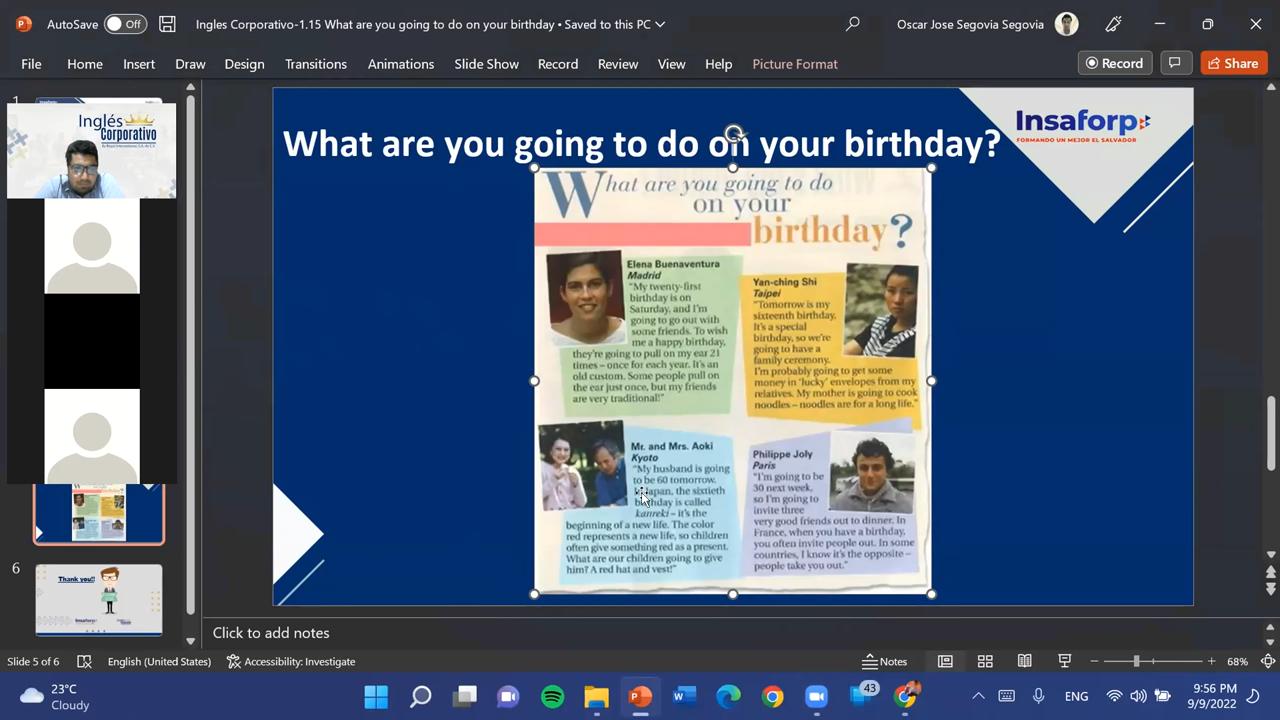 AutoSave Off Ingles Corporativo-1.15 What are you going to do on your birthday • Saved to this PC Oscar Jose Segovia Segovia
File Home Insert Draw Design Transitions Animations Slide Show Record Review View Help Picture Format Record Share
Inglés
Corporativo
What are you going to do on your birthday?
Insaforp
FORMANDO UN MEJOR EL SALVADOR
What are you going to do
on your
birthday?
Elena Buenaventura
Madrid
"My twenty-first
birthday is on
Saturday, and I'm
going to go out with
some friends. To wish
me a happy birthday,
they're going to pull on my ear 21
times – once for each year. It's an
old custom. Some people pull on
the ear just once, but my friends
are very traditional!"
Yan-ching Shi
Taipei
"Tomorrow is my
sixteenth birthday.
It's a special
birthday, so we're
going to have a
family ceremony.
I'm probably going to get some
money in 'lucky' envelopes from my
relatives. My mother is going to cook
noodles – noodles are for a long life."
Mr. and Mrs. Aoki
Kyoto
"My husband is going
to be 60 tomorrow.
Japan, the sixtieth
birthday is called
kanreki – it's the
beginning of a new life. The color
red represents a new life, so children
often give something red as a present.
What are our children going to give
him? A red hat and vest!"
Philippe Joly
Paris
"I'm going to be
30 next week,
so I'm going to
invite three
very good friends out to dinner. In
France, when you have a birthday,
you often invite people out. In some
countries, I know it's the opposite –
people take you out."
6
Thank you!!
Click to add notes
Slide 5 of 6 English (United States) Accessibility: Investigate Notes 68%
23°C
Cloudy
43
ENG
9:56 PM
9/9/2022